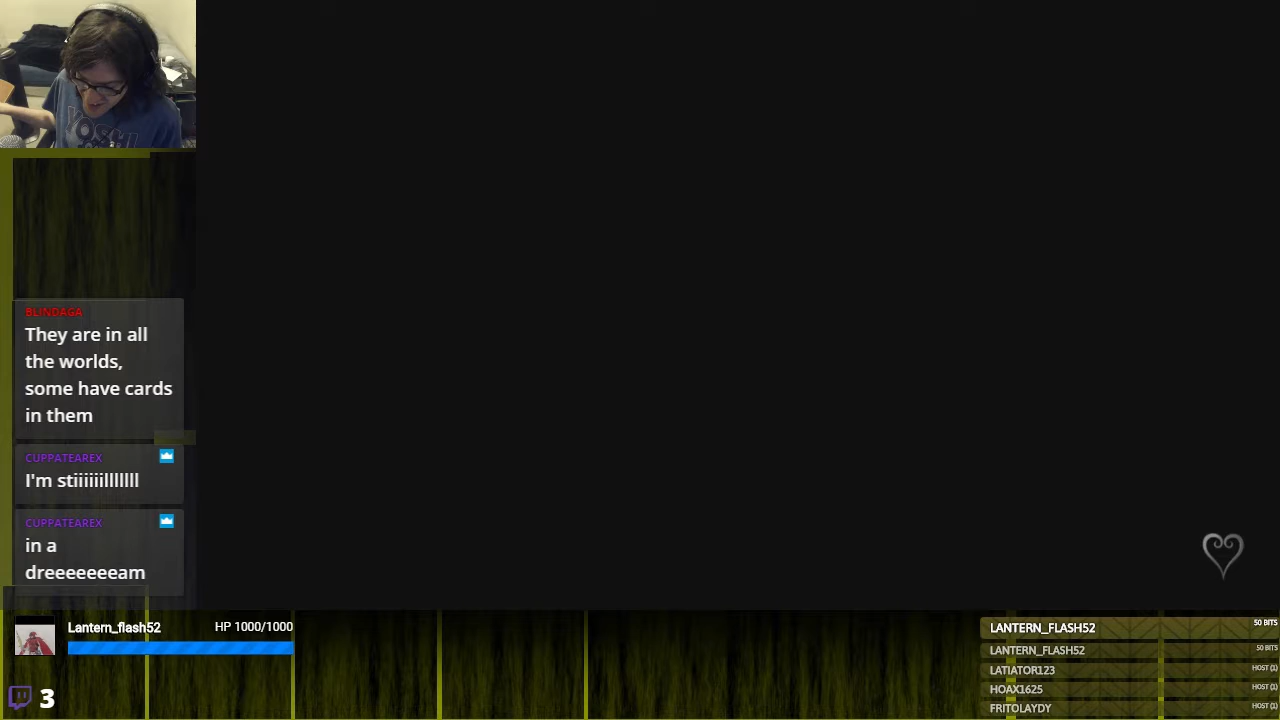 YOSHI
BLINDAGA
They are in all
the worlds,
some have cards
in them
CUPPATEAREX
I'm stiiiiiilllllll
CUPPATEAREX
in a
dreeeeeeeam
Lantern_flash52 HP 1000/1000
3
LANTERN_FLASH52 50 BITS
LANTERN_FLASH52 50 BITS
LATIATOR123 HOST (1)
HOAX1625 HOST (1)
FRITOLAYDY HOST (1)